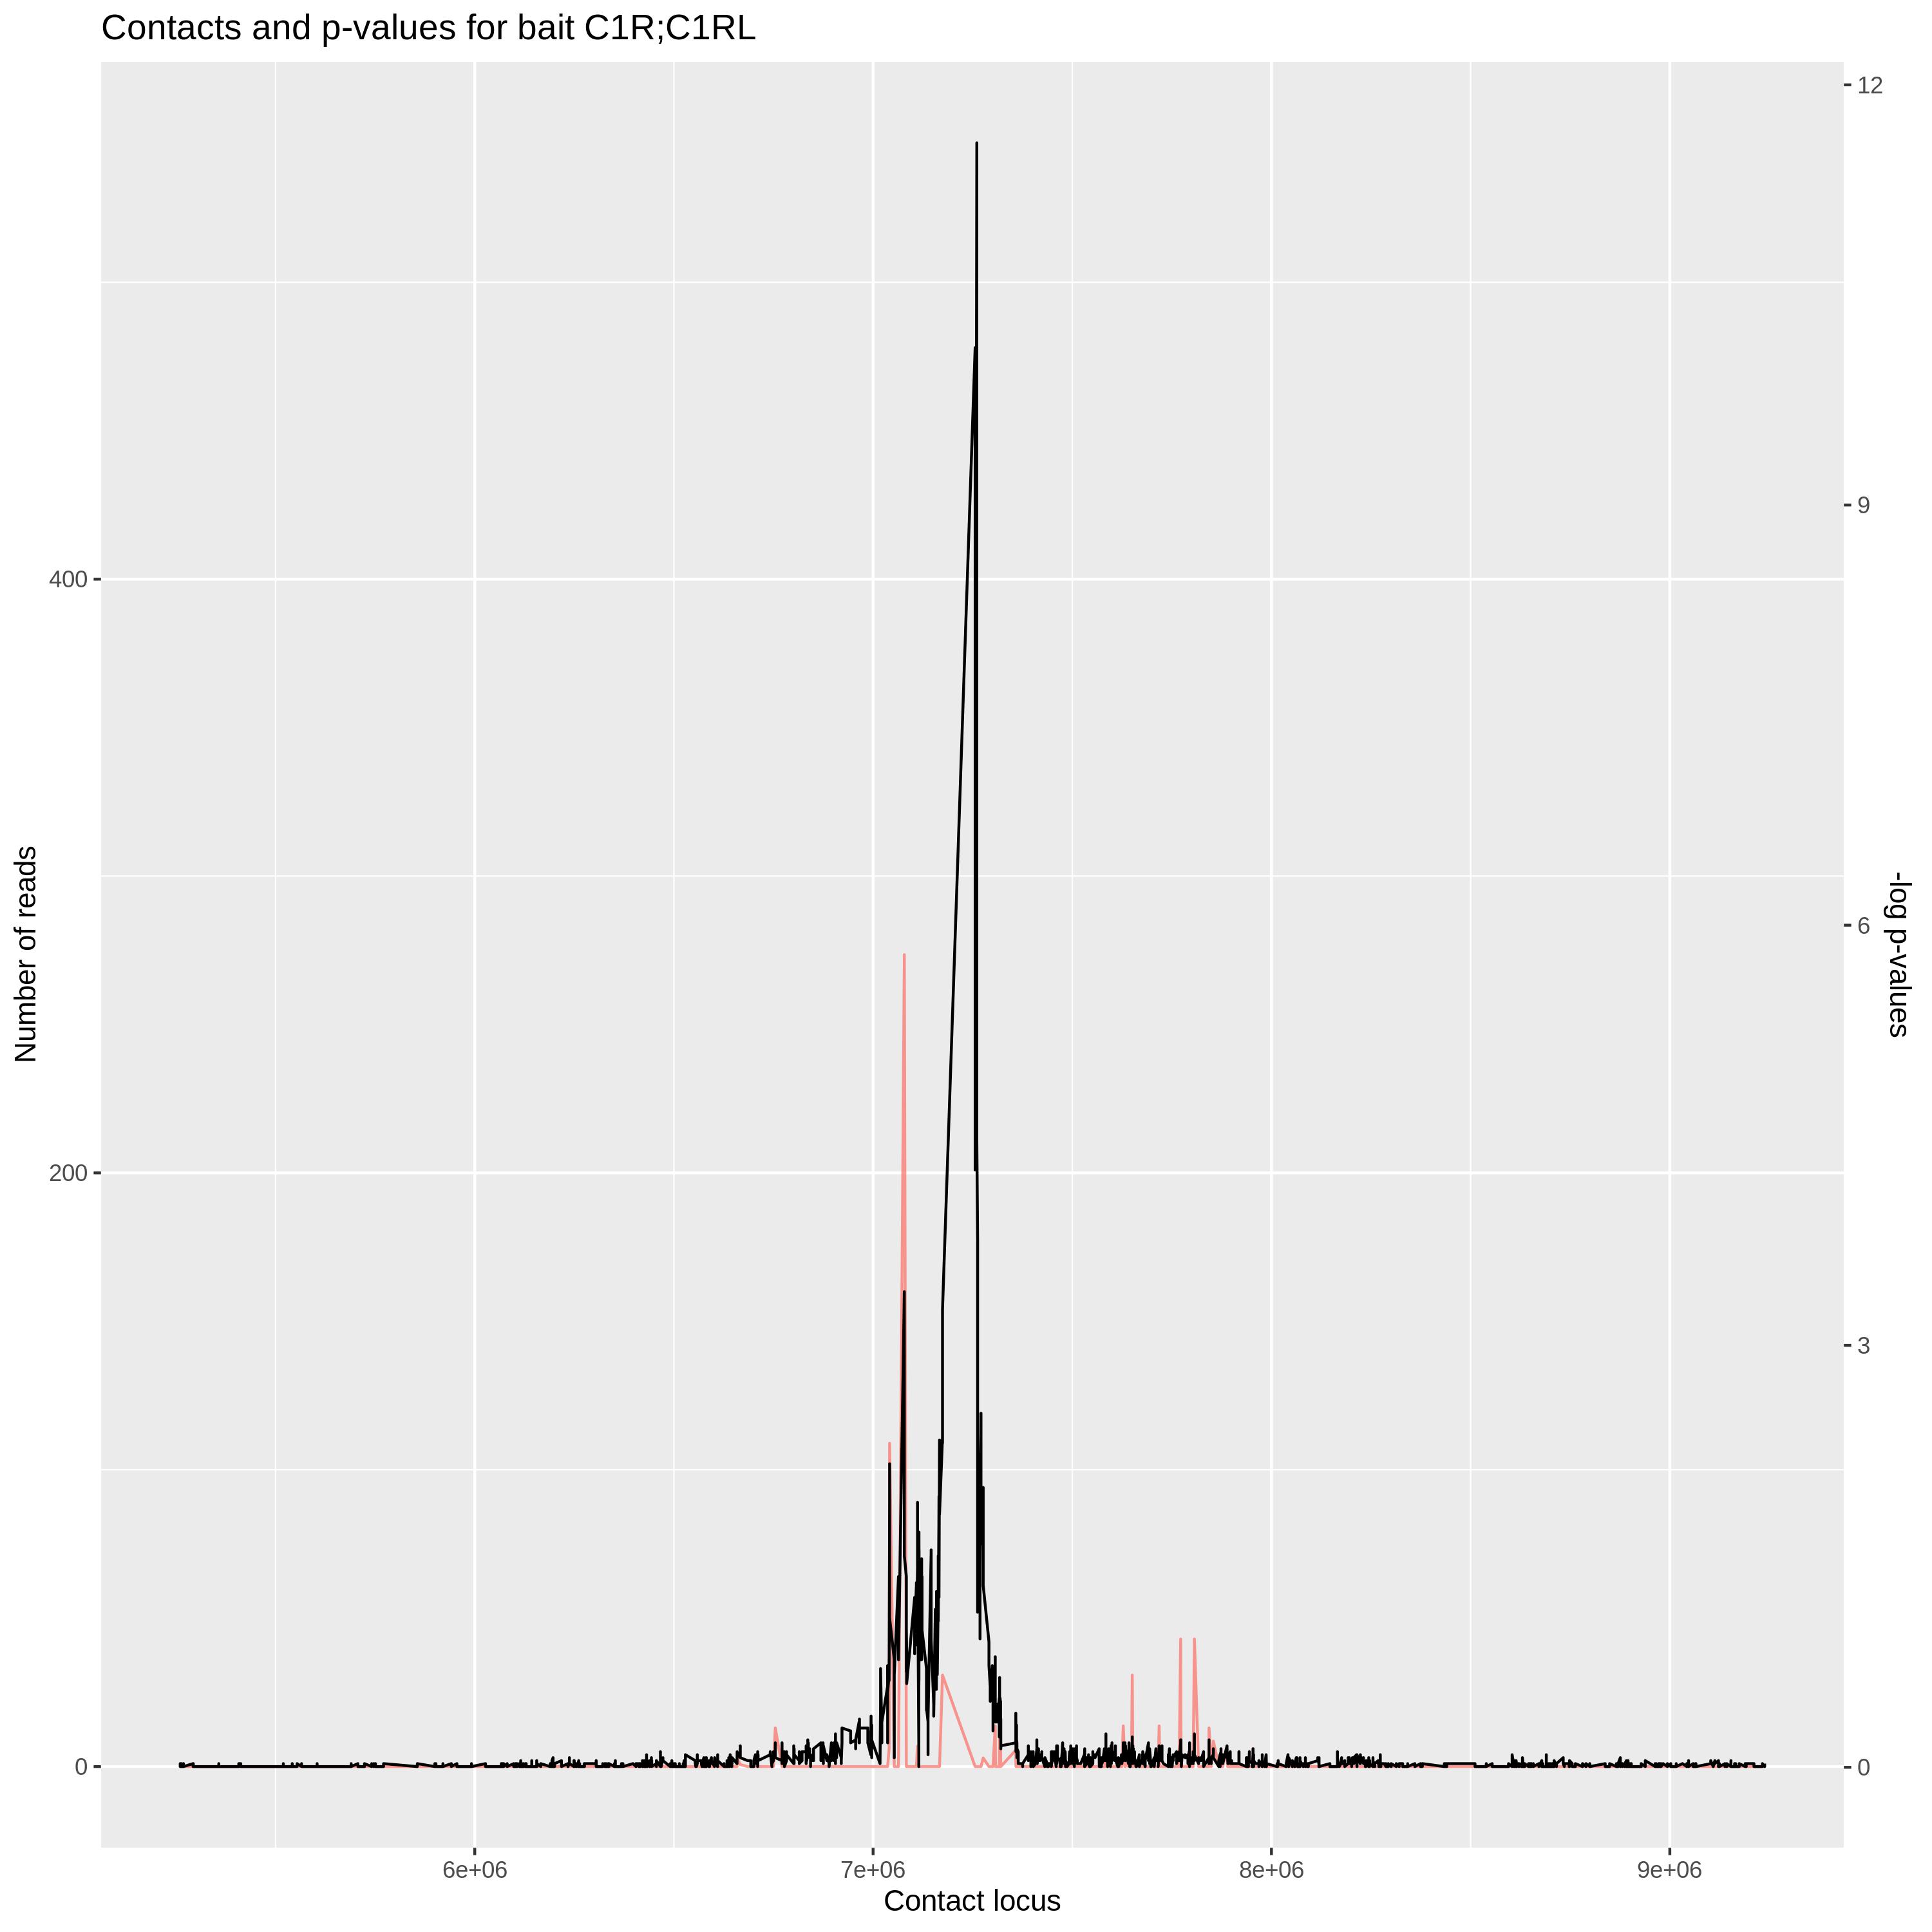 Contacts and p-values for bait C1R;C1RL
12
9
400
Number of reads
-log p-values
6
200
3
0
0
6e+06
7e+06
8e+06
9e+06
Contact locus